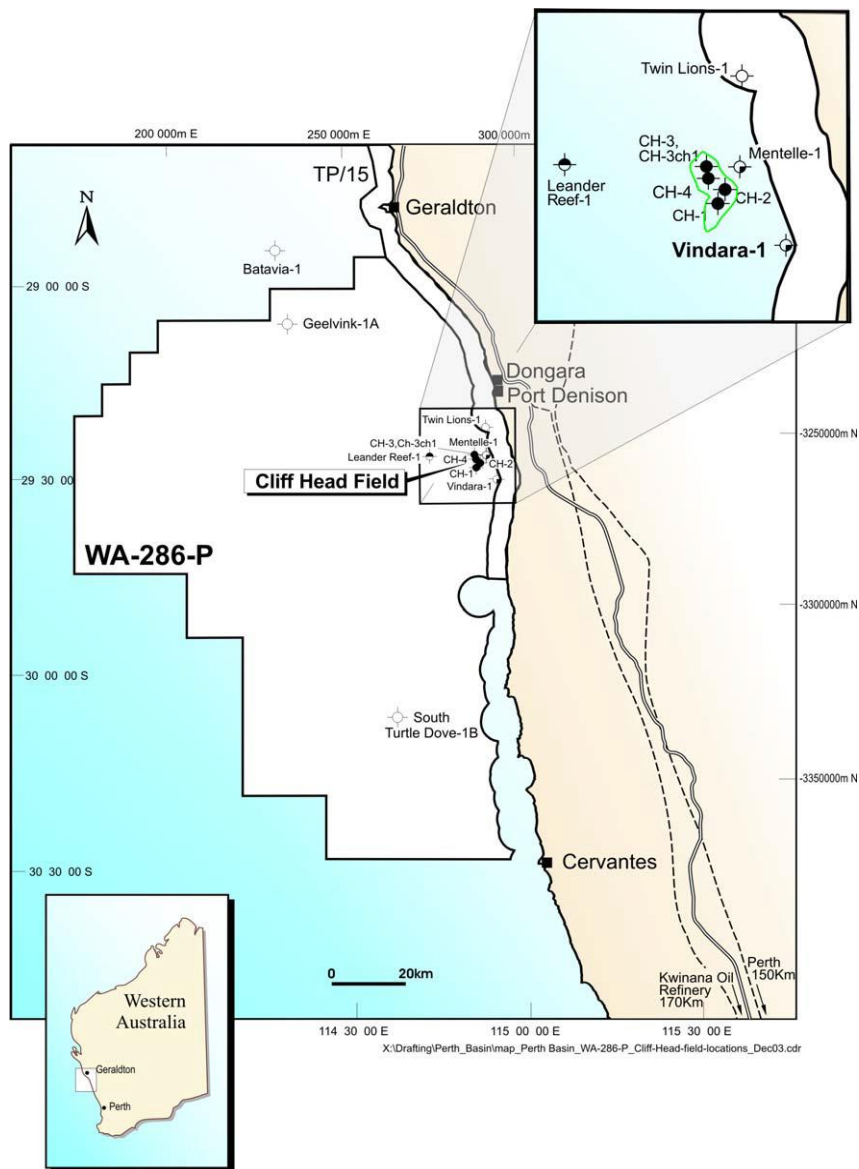 Twin Lions-1
CH-3,
CH-3ch1
Mentelle-1
Leander
Reef-1
CH-4
CH-2
CH-1
Vindara-1
200 000m E
250 000m E
300 000m E
TP/15
N
Geraldton
Batavia-1
29 00 00 S
Geelvink-1A
Dongara
Port Denison
Twin Lions-1
-3250000m N
CH-3,Ch-3ch1
Mentelle-1
Leander Reef-1
CH-4
CH-2
CH-1
29 30 00 S
Cliff Head Field
Vindara-1
WA-286-P
-3300000m N
30 00 00 S
South
Turtle Dove-1B
-3350000m N
30 30 00 S
Cervantes
0 20km
Perth
150Km
Kwinana Oil
Refinery
170Km
114 30 00 E
115 00 00 E
115 30 00 E
X:\Drafting\Perth_Basin\map_Perth Basin_WA-286-P_Cliff-Head-field-locations_Dec03.cdr
Western
Australia
Geraldton
Perth